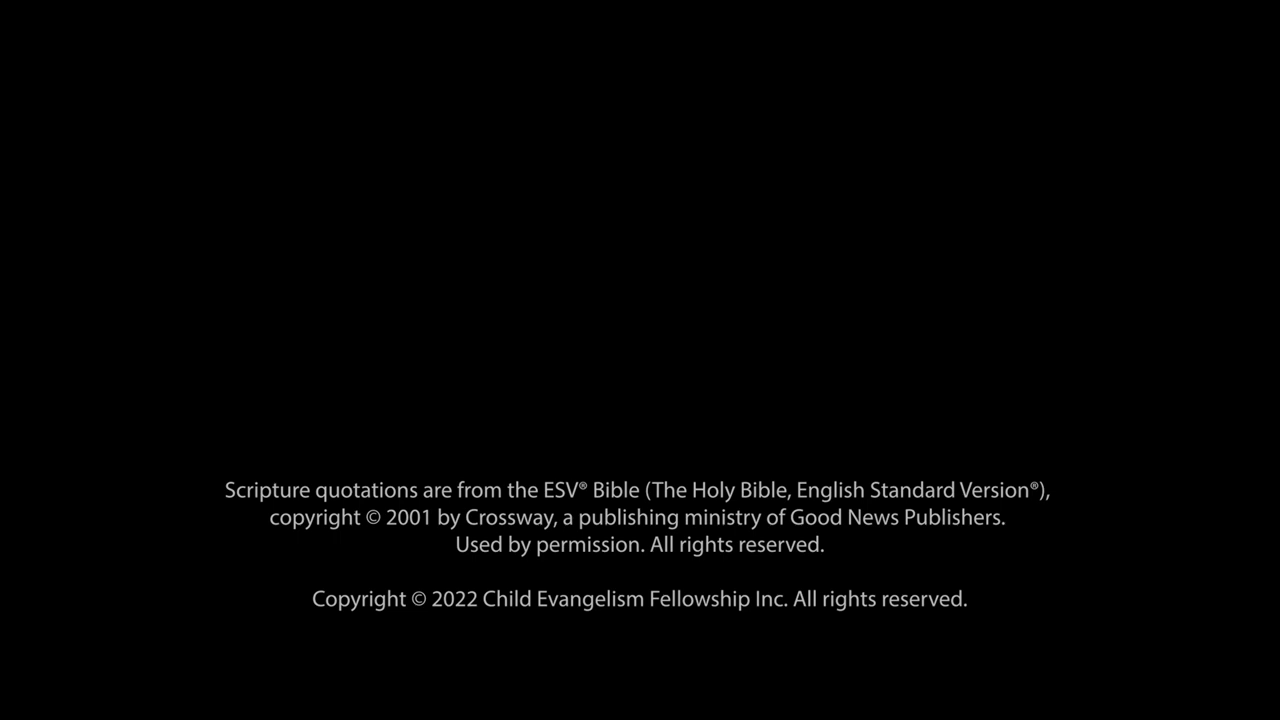 Scripture quotations are from the ESV® Bible (The Holy Bible, English Standard Version®),
copyright © 2001 by Crossway, a publishing ministry of Good News Publishers.
Used by permission. All rights reserved.
Copyright © 2022 Child Evangelism Fellowship Inc. All rights reserved.